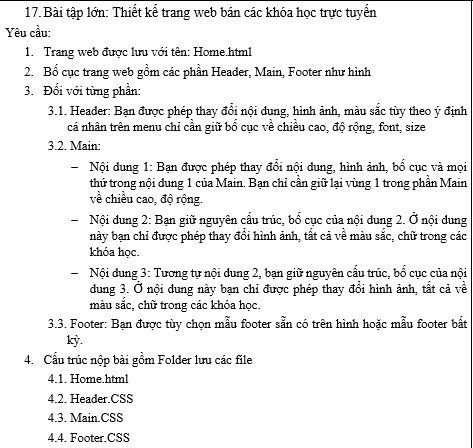 17. Bài tập lớn: Thiết kế trang web bán các khóa học trực tuyến
Yêu cầu:
1. Trang web được lưu với tên: Home.html
2. Bố cục trang web gồm các phần Header, Main, Footer như hình
3. Đối với từng phần:
3.1. Header: Bạn được phép thay đổi nội dung, hình ảnh, màu sắc tùy theo ý định
cá nhân trên menu chỉ cần giữ bố cục về chiều cao, độ rộng, font, size
3.2. Main:
– Nội dung 1: Bạn được phép thay đổi nội dung, hình ảnh, bố cục và mọi
thứ trong nội dung 1 của Main. Bạn chỉ cần giữ lại vùng 1 trong phần Main
về chiều cao, độ rộng.
– Nội dung 2: Bạn giữ nguyên cấu trúc, bố cục của nội dung 2. Ở nội dung
này bạn chỉ được phép thay đổi hình ảnh, tất cả về màu sắc, chữ trong các
khóa học.
– Nội dung 3: Tương tự nội dung 2, bạn giữ nguyên cấu trúc, bố cục của nội
dung 3. Ở nội dung này bạn chỉ được phép thay đổi hình ảnh, tất cả về
màu sắc, chữ trong các khóa học.
3.3. Footer: Bạn được tùy chọn mẫu footer sẵn có trên hình hoặc mẫu footer bất
kỳ.
4. Cấu trúc nộp bài gồm Folder lưu các file
4.1. Home.html
4.2. Header.CSS
4.3. Main.CSS
4.4. Footer.CSS